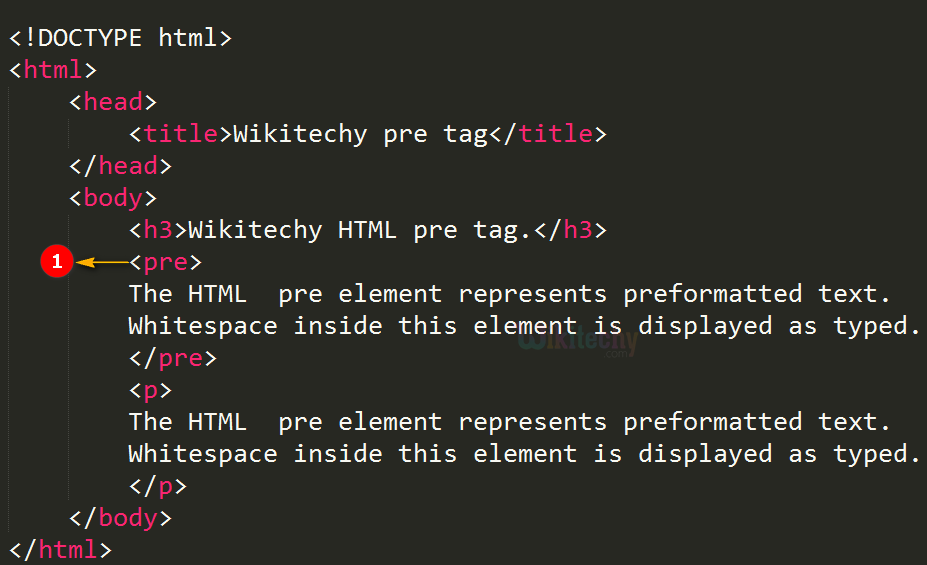 <!DOCTYPE html>
<html>
    <head>
        <title>Wikitechy pre tag</title>
    </head>
    <body>
        <h3>Wikitechy HTML pre tag.</h3>
1       <pre>
        The HTML  pre element represents preformatted text.
        Whitespace inside this element is displayed as typed.
        Wikitechy
        .com
        </pre>
        <p>
        The HTML  pre element represents preformatted text.
        Whitespace inside this element is displayed as typed.
        </p>
    </body>
</html>